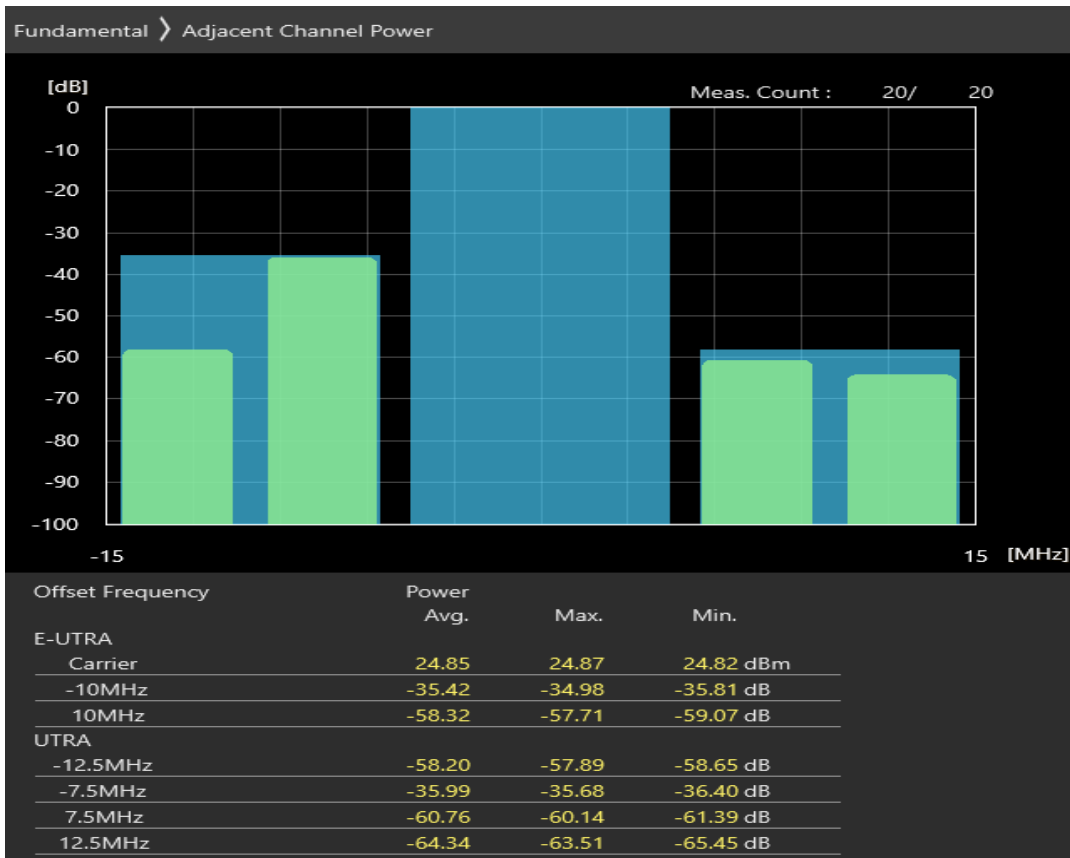 Fundamental 〉 Adjacent Channel Power
[dB]
Meas. Count : 20/ 20
0
-10
-20
-30
-40
-50
-60
-70
-80
-90
-100
-15 15 [MHz]
Offset Frequency Power
Avg. Max. Min.
E-UTRA
Carrier 24.85 24.87 24.82 dBm
-10MHz -35.42 -34.98 -35.81 dB
10MHz -58.32 -57.71 -59.07 dB
UTRA
-12.5MHz -58.20 -57.89 -58.65 dB
-7.5MHz -35.99 -35.68 -36.40 dB
7.5MHz -60.76 -60.14 -61.39 dB
12.5MHz -64.34 -63.51 -65.45 dB